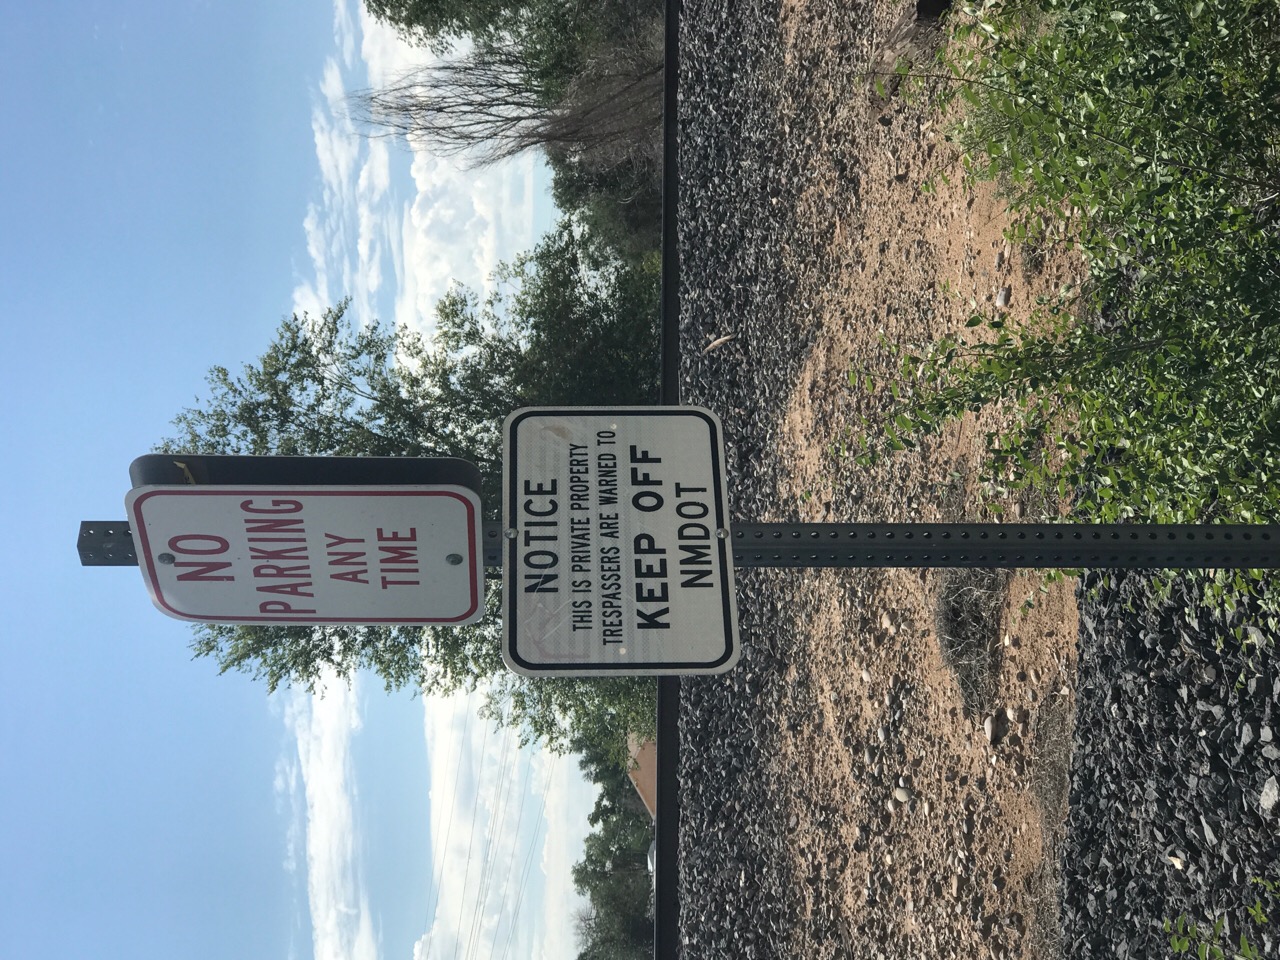 NO
PARKING
ANY
TIME
NOTICE
THIS IS PRIVATE PROPERTY
TRESPASSERS ARE WARNED TO
KEEP OFF
NMDOT